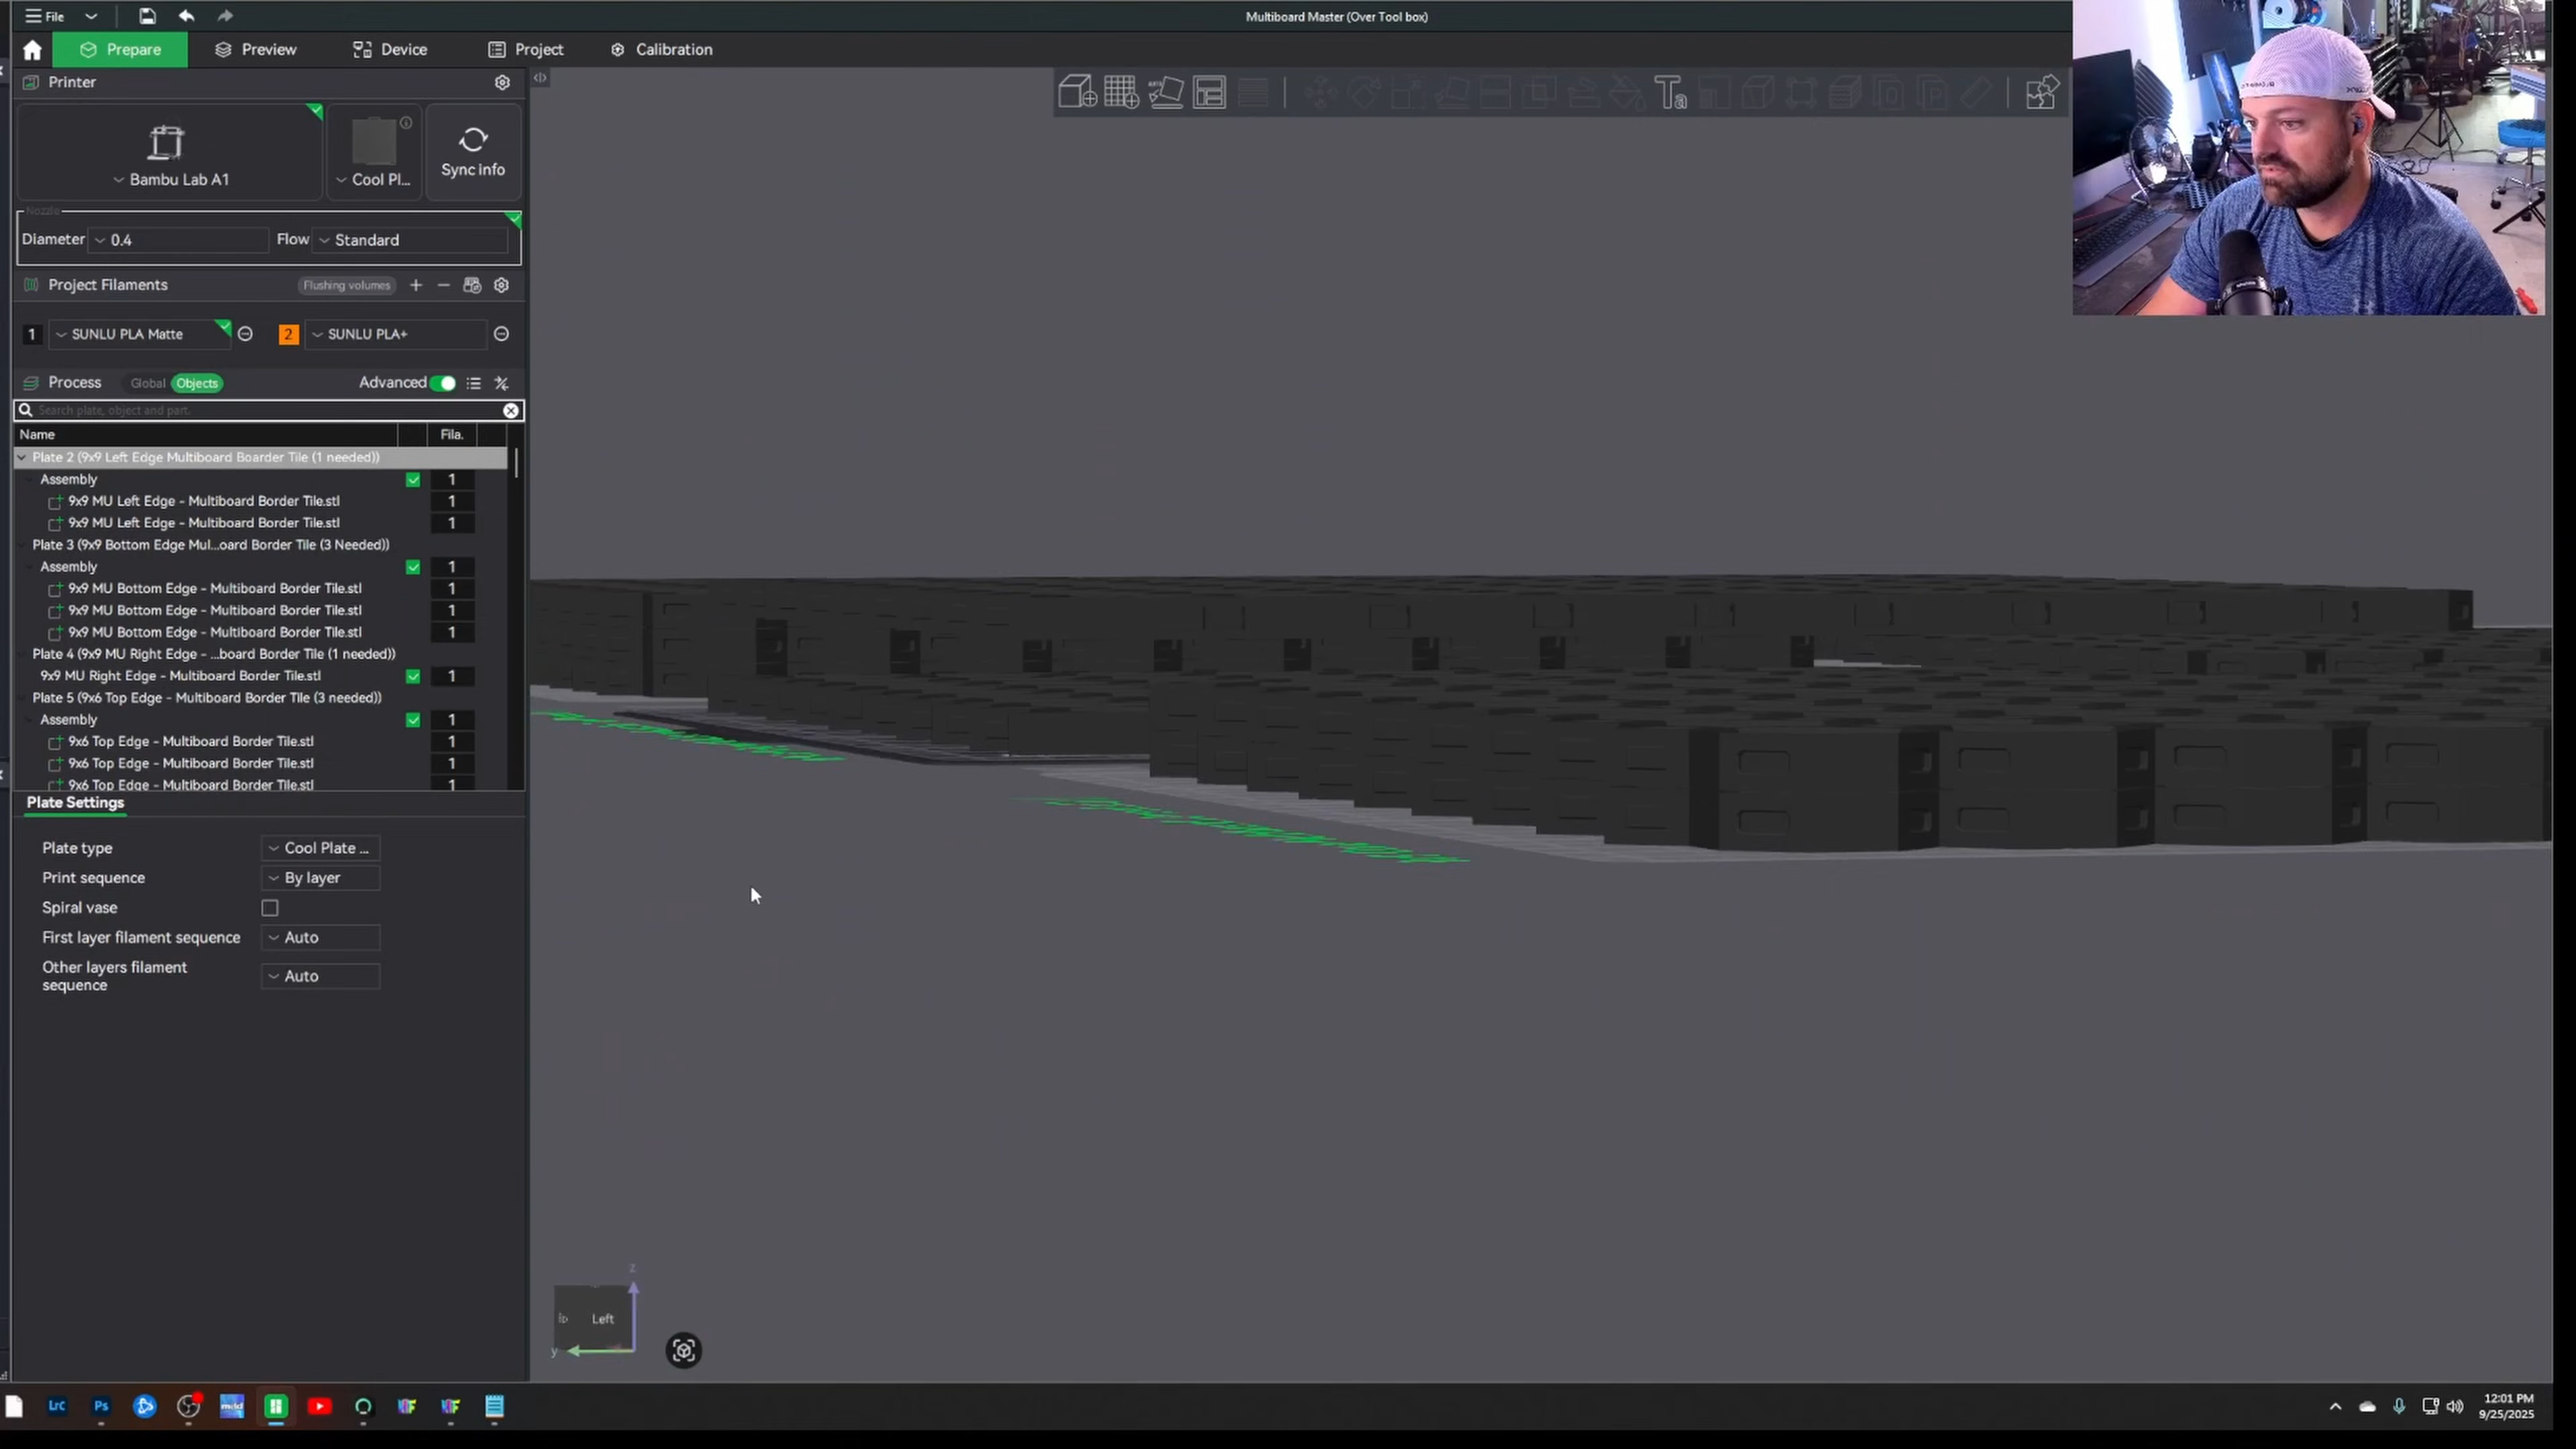 File
Multiboard Master (Over Tool box)
Prepare
Preview
Device
Project
Calibration
Printer
Bambu Lab A1
Cool Pl...
Sync info
Nozzle
Diameter
0.4
Flow
Standard
Project Filaments
Flushing volumes
1
SUNLU PLA Matte
2
SUNLU PLA+
Process
Global
Objects
Advanced
Search plate, object and part.
Name
Fila.
Plate 2 (9x9 Left Edge Multiboard Boarder Tile (1 needed))
Assembly 1
9x9 MU Left Edge - Multiboard Border Tile.stl 1
9x9 MU Left Edge - Multiboard Border Tile.stl 1
Plate 3 (9x9 Bottom Edge Mul...oard Border Tile (3 Needed))
Assembly 1
9x9 MU Bottom Edge - Multiboard Border Tile.stl 1
9x9 MU Bottom Edge - Multiboard Border Tile.stl 1
9x9 MU Bottom Edge - Multiboard Border Tile.stl 1
Plate 4 (9x9 MU Right Edge - ...board Border Tile (1 needed))
9x9 MU Right Edge - Multiboard Border Tile.stl 1
Plate 5 (9x6 Top Edge - Multiboard Border Tile (3 needed))
Assembly 1
9x6 Top Edge - Multiboard Border Tile.stl 1
9x6 Top Edge - Multiboard Border Tile.stl 1
9x6 Top Edge - Multiboard Border Tile.stl 1
Plate Settings
Plate type
Cool Plate ...
Print sequence
By layer
Spiral vase
First layer filament sequence
Auto
Other layers filament
sequence
Auto
z
Left
y
LrC
Ps
12:01 PM
9/25/2025